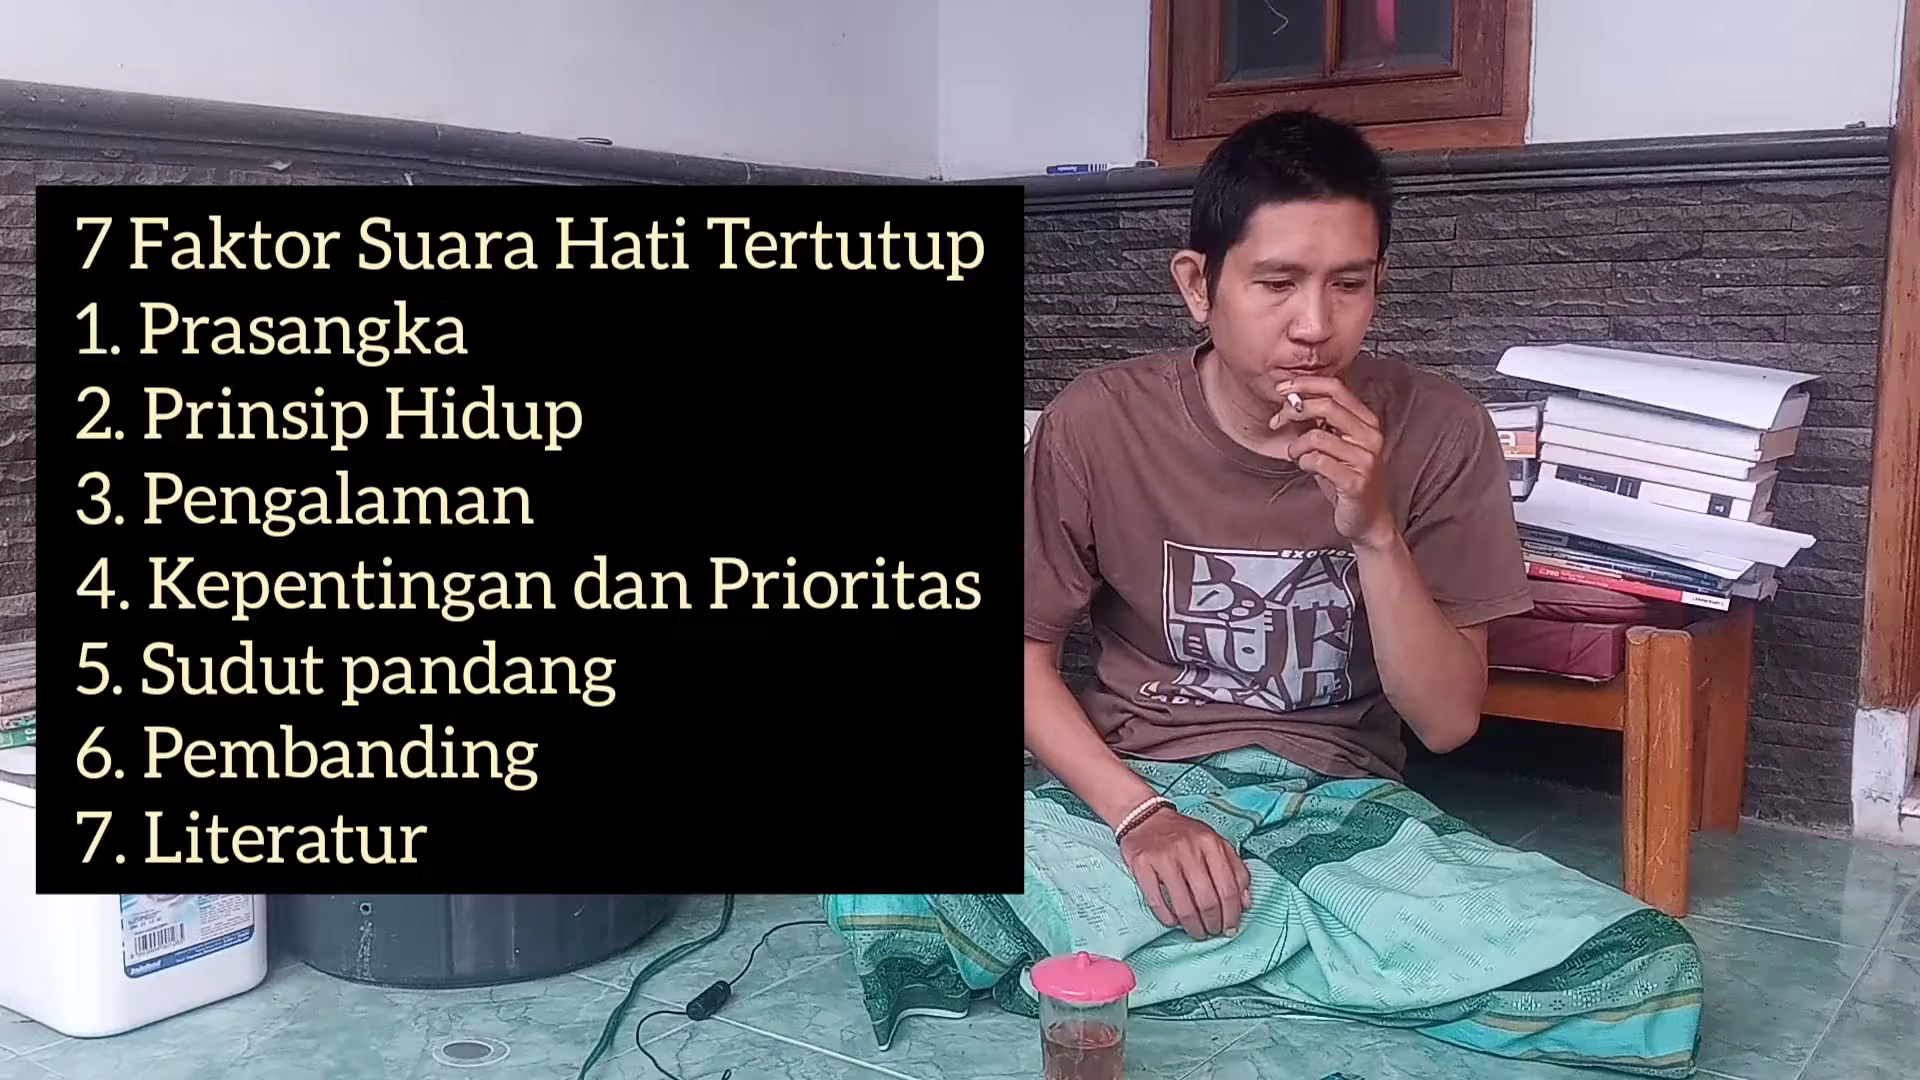 7 Faktor Suara Hati Tertutup
1. Prasangka
2. Prinsip Hidup
3. Pengalaman
4. Kepentingan dan Prioritas
5. Sudut pandang
6. Pembanding
7. Literatur